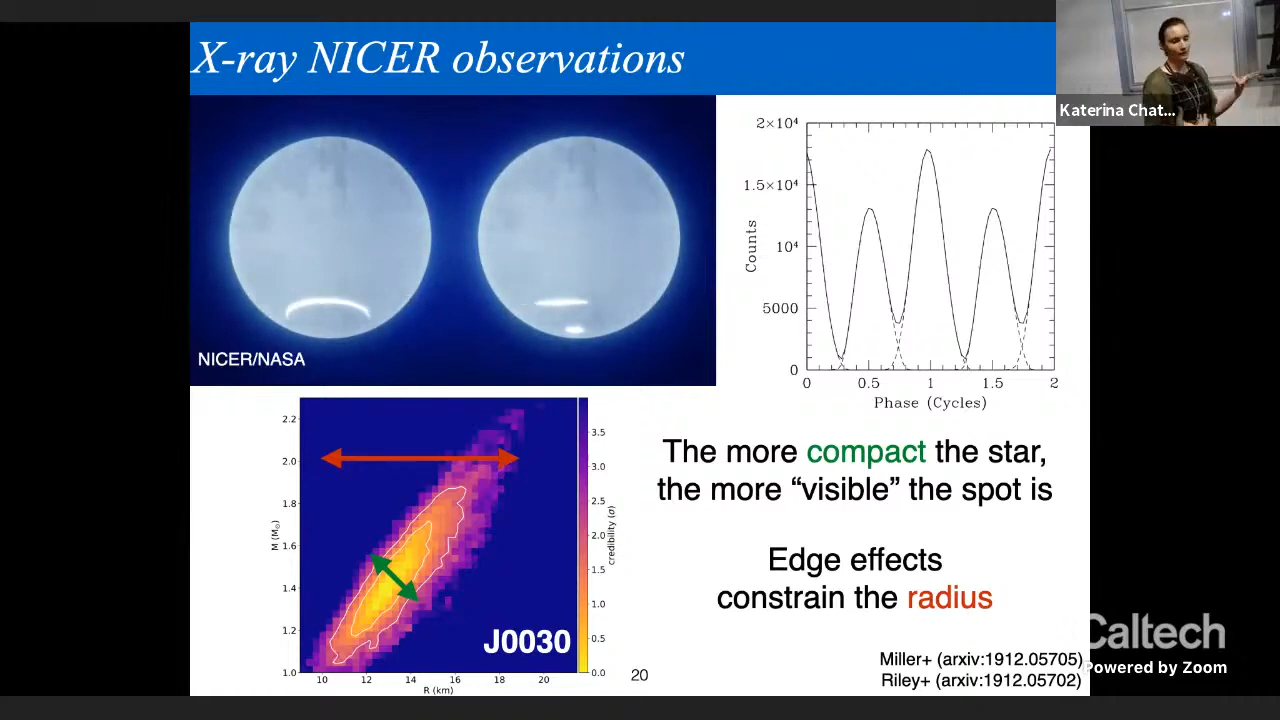 X-ray NICER observations
Katerina Chat...
NICER/NASA
2×10⁴
1.5×10⁴
10⁴
5000
0
Counts
0
0.5
1
1.5
2
Phase (Cycles)
2.2
2.0
1.8
1.6
1.4
1.2
1.0
M (M⊙)
10
12
14
16
18
20
R (km)
J0030
3.5
3.0
2.5
2.0
1.5
1.0
0.5
0.0
credibility (σ)
The more compact the star,
the more “visible” the spot is
Edge effects
constrain the radius
20
Miller+ (arxiv:1912.05705)
Riley+ (arxiv:1912.05702)
Caltech
Powered by Zoom